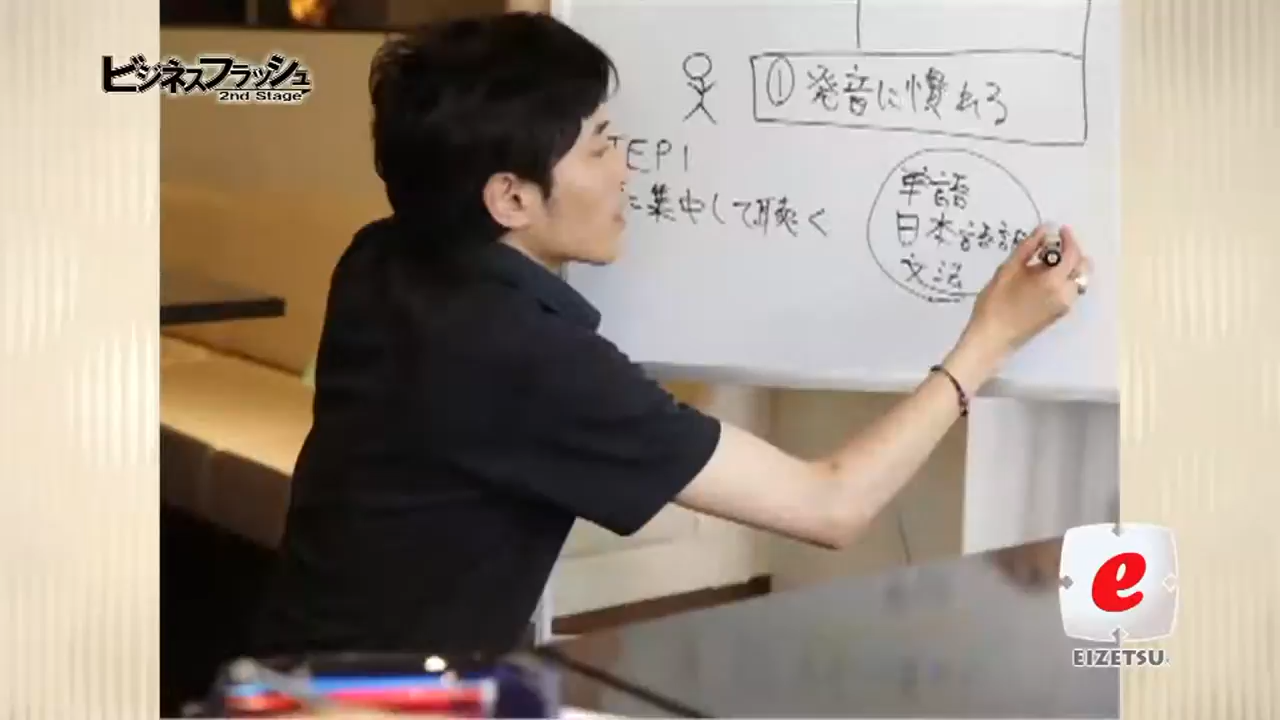 ビジネスフラッシュ
2nd Stage
① 発音に慣れる
TEP1
に集中して聴く
単語
日本語訳
文法
e
EIZETSU